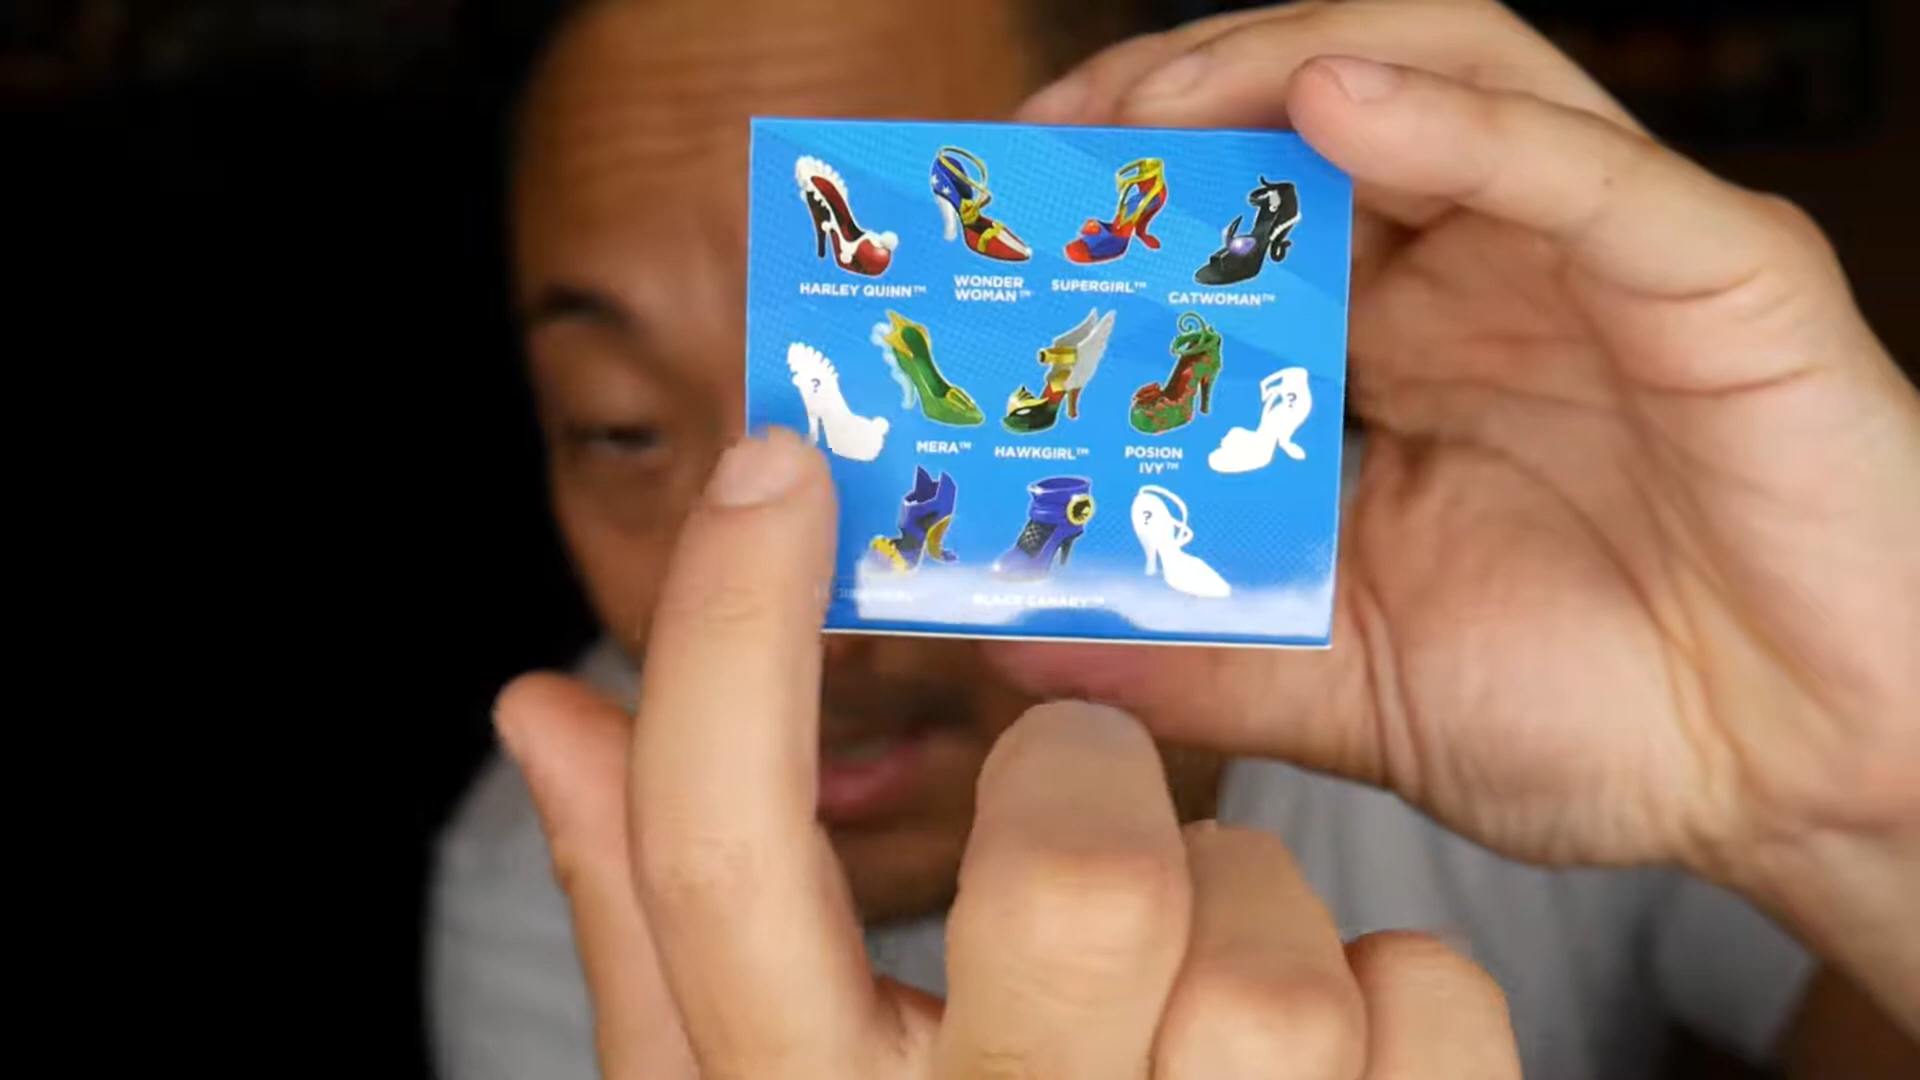 HARLEY QUINN™
WONDER
WOMAN™
SUPERGIRL™
CATWOMAN™
?
?
MERA™
HAWKGIRL™
POSION
IVY™
?
BLACK CANARY™